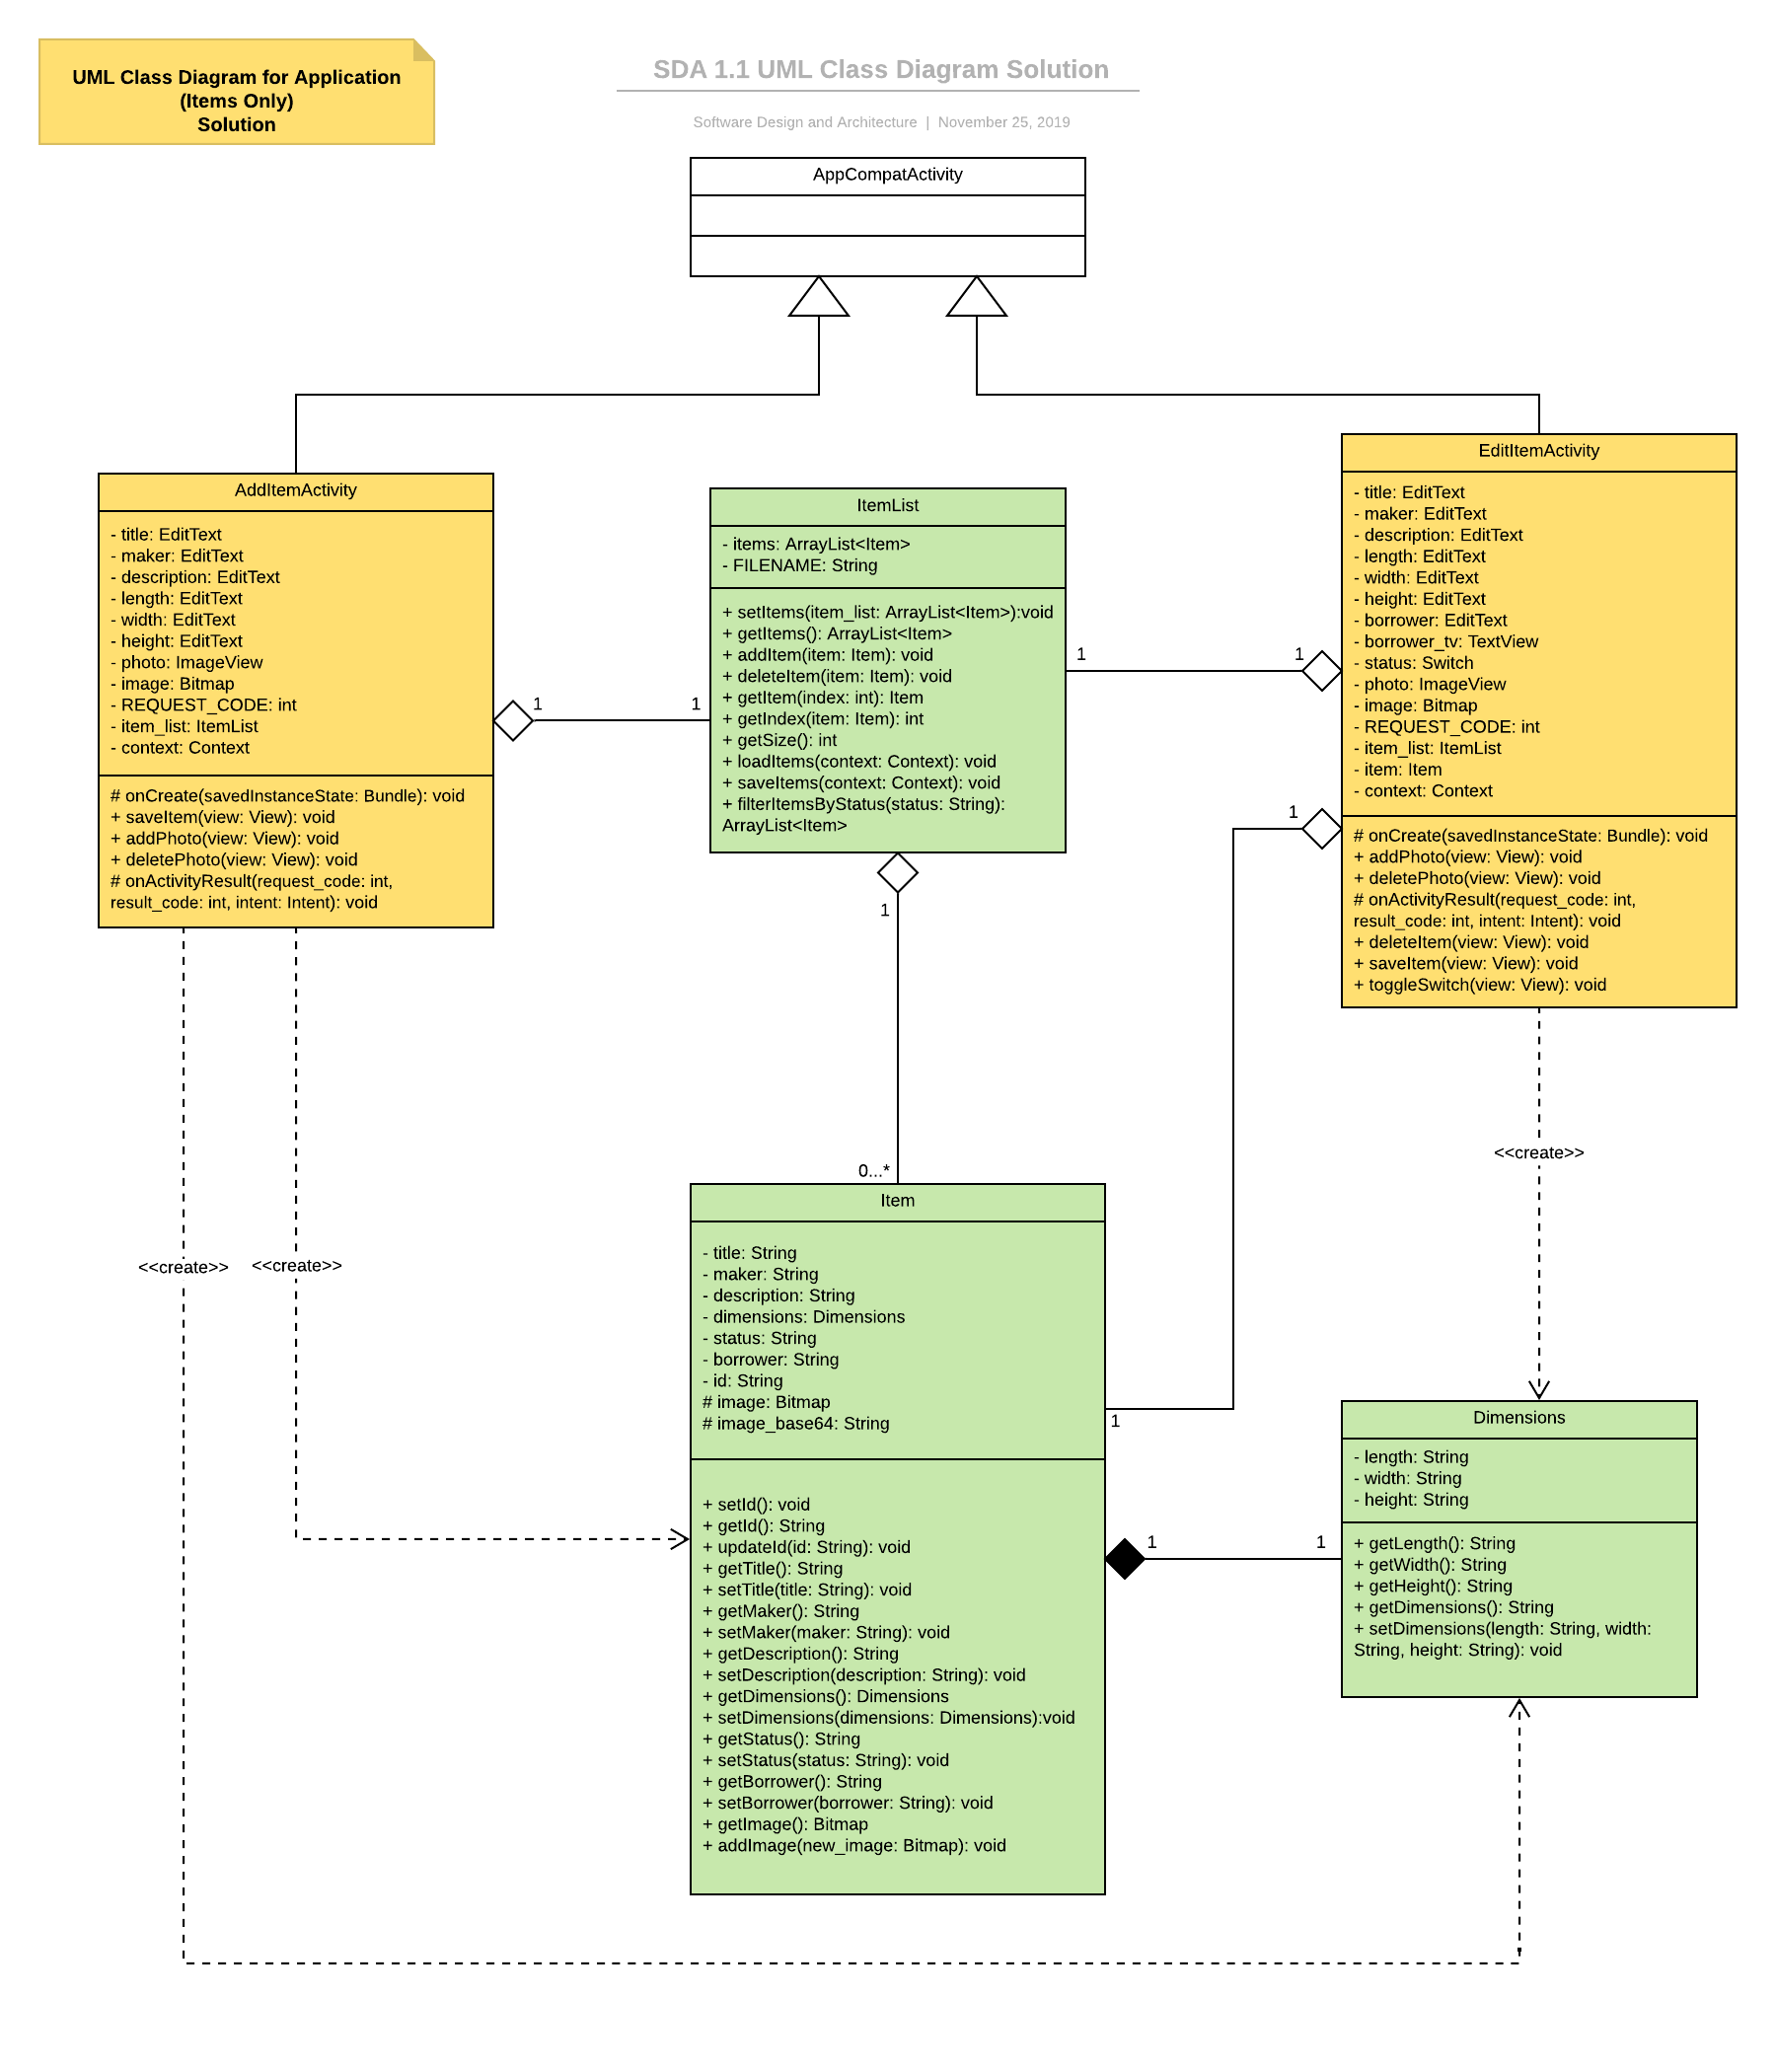 UML Class Diagram for Application
(Items Only)
Solution
SDA 1.1 UML Class Diagram Solution
Software Design and Architecture | November 25, 2019
AppCompatActivity
AddItemActivity
- title: EditText
- maker: EditText
- description: EditText
- length: EditText
- width: EditText
- height: EditText
- photo: ImageView
- image: Bitmap
- REQUEST_CODE: int
- item_list: ItemList
- context: Context
# onCreate(savedInstanceState: Bundle): void
+ saveItem(view: View): void
+ addPhoto(view: View): void
+ deletePhoto(view: View): void
# onActivityResult(request_code: int,
result_code: int, intent: Intent): void
1
1
ItemList
- items: ArrayList<Item>
- FILENAME: String
+ setItems(item_list: ArrayList<Item>):void
+ getItems(): ArrayList<Item>
+ addItem(item: Item): void
+ deleteItem(item: Item): void
+ getItem(index: int): Item
+ getIndex(item: Item): int
+ getSize(): int
+ loadItems(context: Context): void
+ saveItems(context: Context): void
+ filterItemsByStatus(status: String):
ArrayList<Item>
1
1
1
EditItemActivity
- title: EditText
- maker: EditText
- description: EditText
- length: EditText
- width: EditText
- height: EditText
- borrower: EditText
- borrower_tv: TextView
- status: Switch
- photo: ImageView
- image: Bitmap
- REQUEST_CODE: int
- item_list: ItemList
- item: Item
- context: Context
# onCreate(savedInstanceState: Bundle): void
+ addPhoto(view: View): void
+ deletePhoto(view: View): void
# onActivityResult(request_code: int,
result_code: int, intent: Intent): void
+ deleteItem(view: View): void
+ saveItem(view: View): void
+ toggleSwitch(view: View): void
1
0...*
<<create>>
<<create>>
<<create>>
Item
- title: String
- maker: String
- description: String
- dimensions: Dimensions
- status: String
- borrower: String
- id: String
# image: Bitmap
# image_base64: String
+ setId(): void
+ getId(): String
+ updateId(id: String): void
+ getTitle(): String
+ setTitle(title: String): void
+ getMaker(): String
+ setMaker(maker: String): void
+ getDescription(): String
+ setDescription(description: String): void
+ getDimensions(): Dimensions
+ setDimensions(dimensions: Dimensions):void
+ getStatus(): String
+ setStatus(status: String): void
+ getBorrower(): String
+ setBorrower(borrower: String): void
+ getImage(): Bitmap
+ addImage(new_image: Bitmap): void
1
1
1
Dimensions
- length: String
- width: String
- height: String
+ getLength(): String
+ getWidth(): String
+ getHeight(): String
+ getDimensions(): String
+ setDimensions(length: String, width:
String, height: String): void